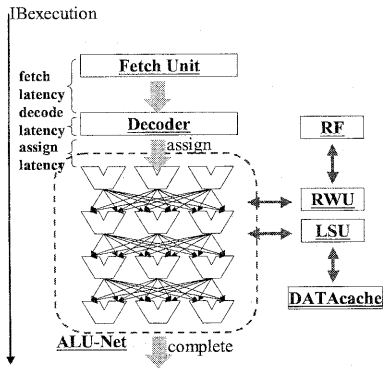 IBexecution
fetch
latency
Fetch Unit
decode
latency
Decoder
assign
latency
assign
RF
RWU
LSU
DATAcache
ALU-Net
complete